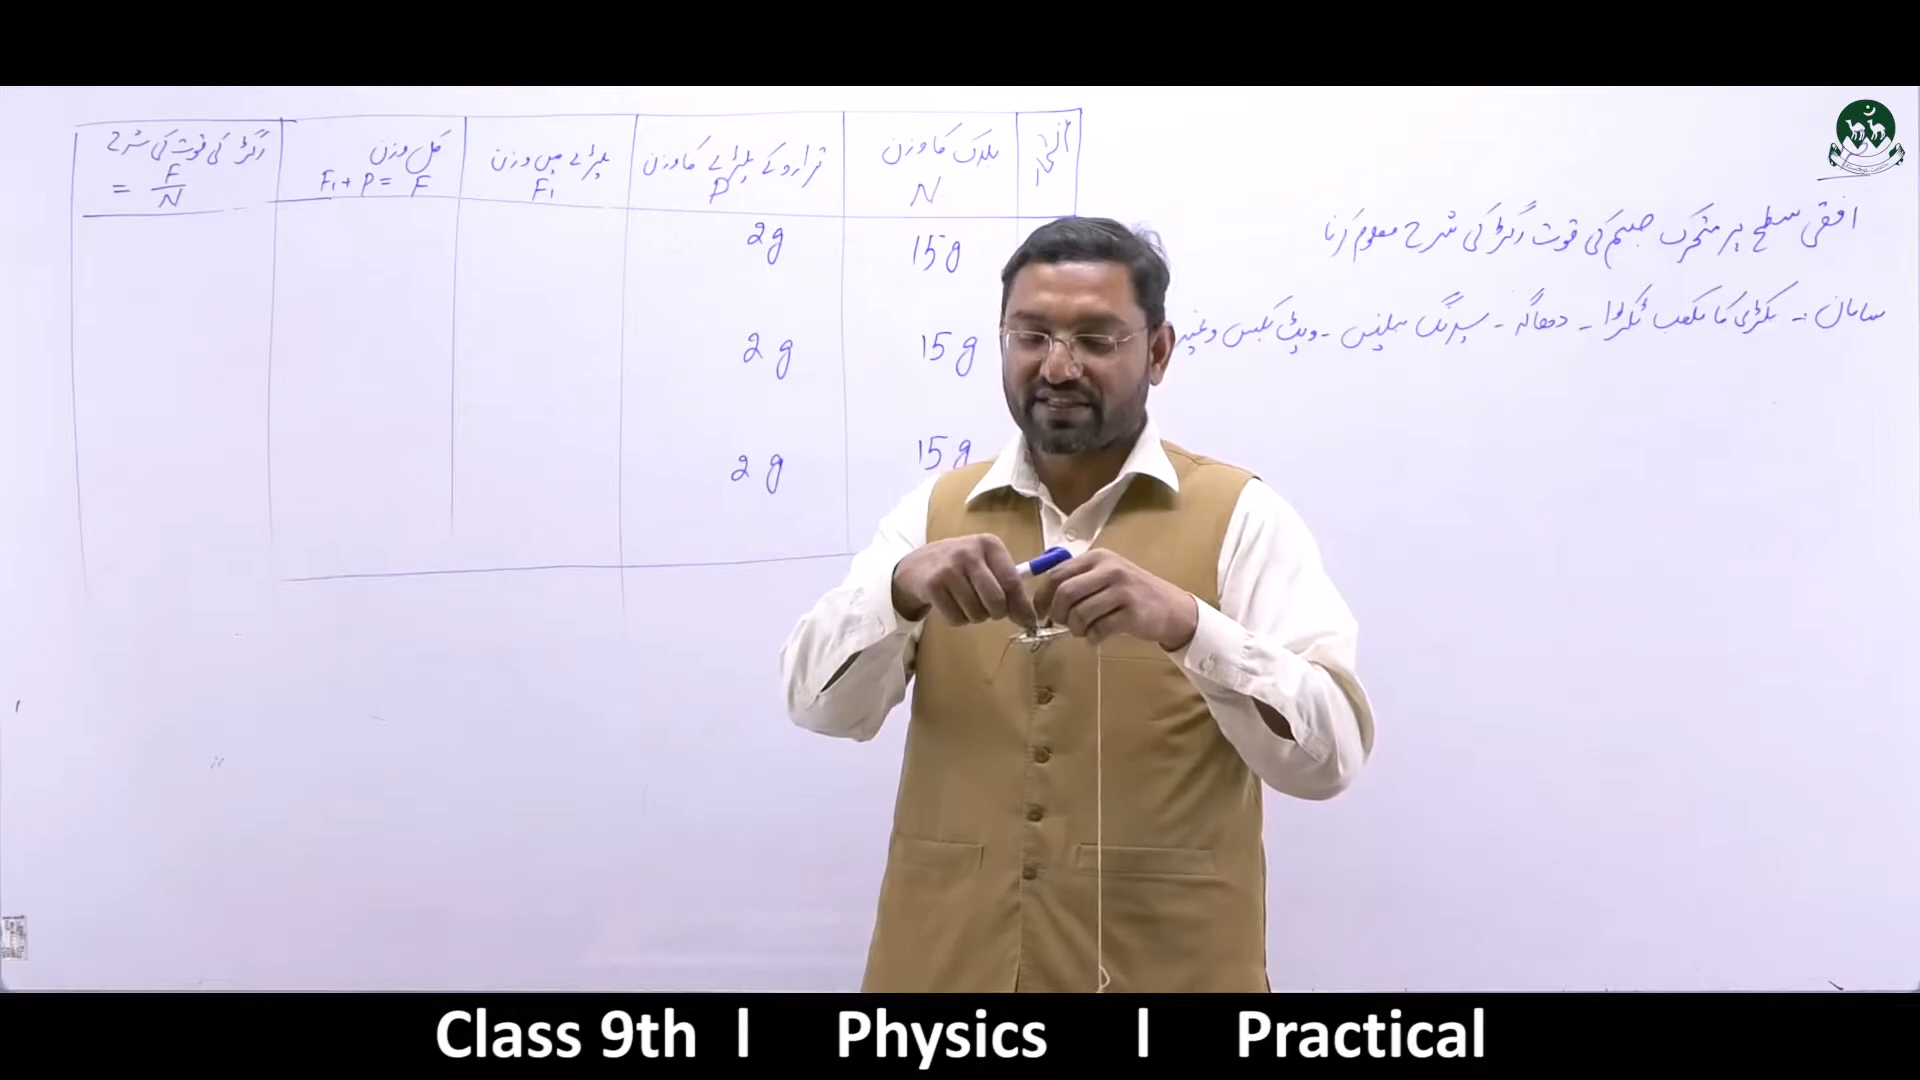 افقی سطح پر متحرک جسم کی قوت رگڑ کی شرح معلوم کرنا
سامان :۔ لکڑی کا مکعب ٹکڑا ۔ دھاگہ ۔ سپرنگ بیلنس ۔ ویٹ بکس وغیر
بلاک کا وزن
N
ترازو کے پلڑے کا وزن
P
پلڑے میں وزن
F₁
کل وزن
F₁ + P = F
رگڑ کی قوت کی شرح
= F/N
15g
2g
15g
2g
15g
2g
Class 9th l Physics l Practical